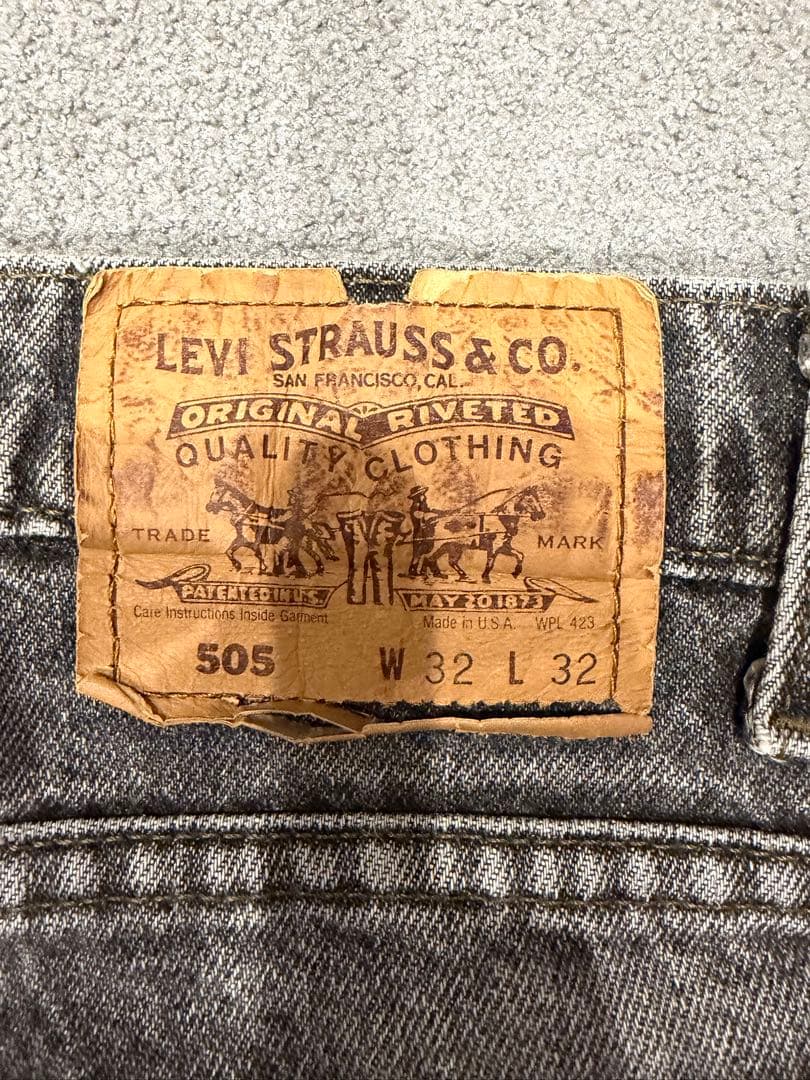 LEVI STRAUSS & CO.
SAN FRANCISCO, CAL.
ORIGINAL RIVETED
QUALITY CLOTHING
TRADE MARK
PATENTED IN U.S. MAY 20 1873
Care Instructions Inside Garment Made in U.S.A. WPL 423
505 W 32 L 32